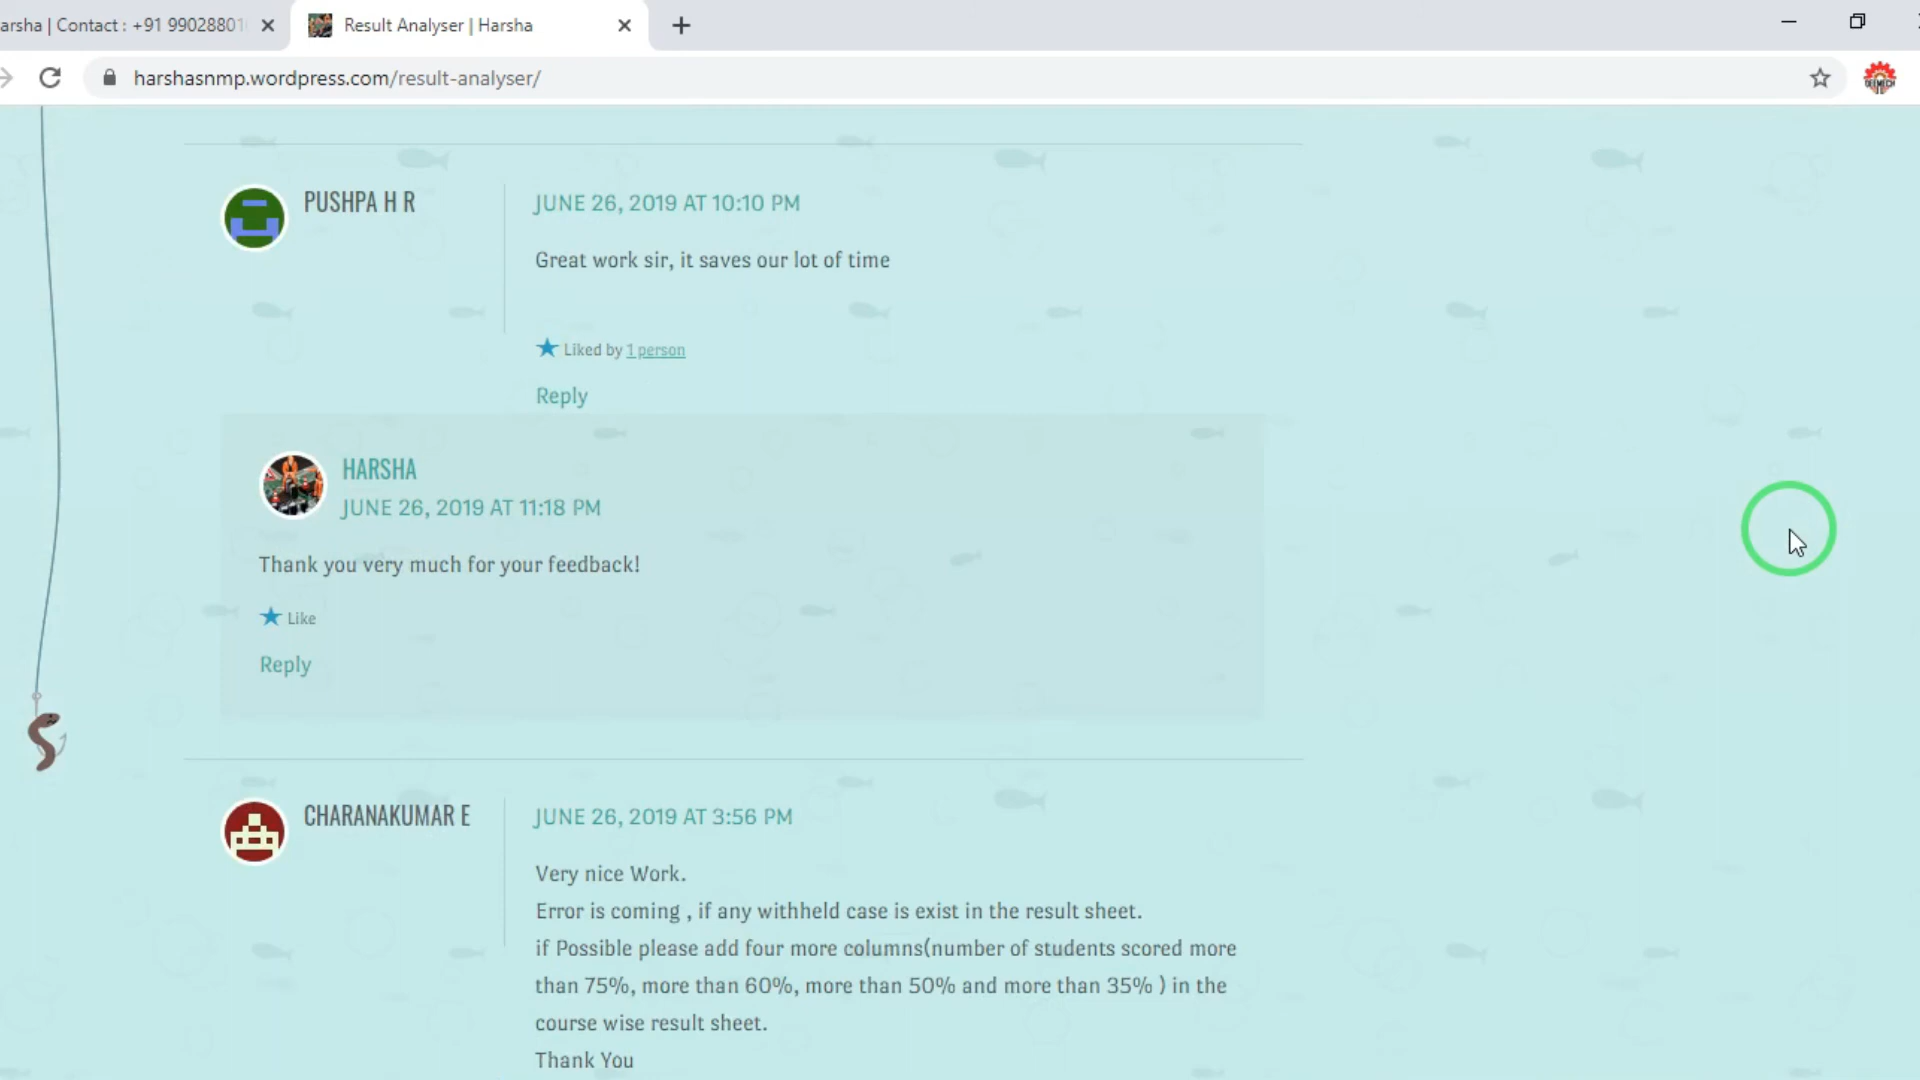 arsha | Contact : +91 99028801
Result Analyser | Harsha
harshasnmp.wordpress.com/result-analyser/
PUSHPA H R
JUNE 26, 2019 AT 10:10 PM
Great work sir, it saves our lot of time
Liked by 1 person
Reply
HARSHA
JUNE 26, 2019 AT 11:18 PM
Thank you very much for your feedback!
Like
Reply
CHARANAKUMAR E
JUNE 26, 2019 AT 3:56 PM
Very nice Work.
Error is coming , if any withheld case is exist in the result sheet.
if Possible please add four more columns(number of students scored more
than 75%, more than 60%, more than 50% and more than 35% ) in the
course wise result sheet.
Thank You